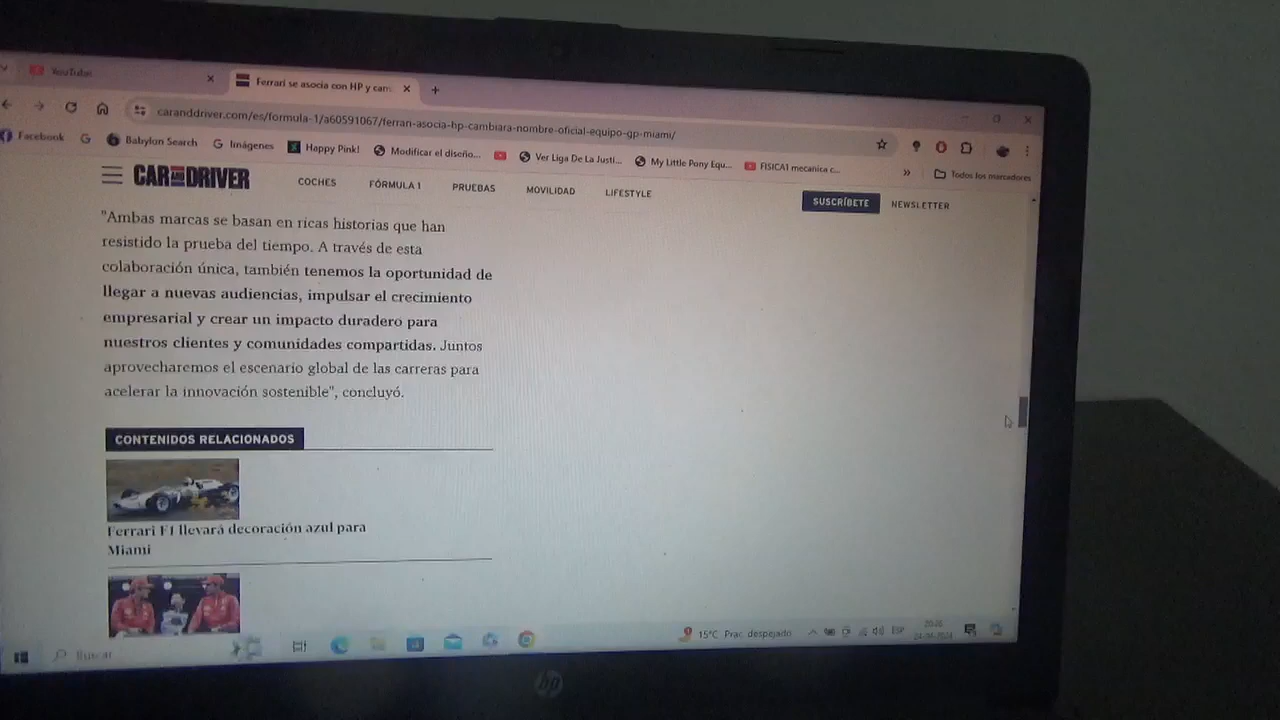 YouTube
Ferrari se asocia con HP y cam
caranddriver.com/es/formula-1/a60591067/ferrari-asocia-hp-cambiara-nombre-oficial-equipo-gp-miami/
Facebook
Babylon Search
Imágenes
Happy Pink!
Modificar el diseño...
Ver Liga De La Justi...
My Little Pony Equ...
FISICA1 mecanica c...
»
Todos los marcadores
CAR AND DRIVER
COCHES
FÓRMULA 1
PRUEBAS
MOVILIDAD
LIFESTYLE
SUSCRÍBETE
NEWSLETTER
"Ambas marcas se basan en ricas historias que han
resistido la prueba del tiempo. A través de esta
colaboración única, también tenemos la oportunidad de
llegar a nuevas audiencias, impulsar el crecimiento
empresarial y crear un impacto duradero para
nuestros clientes y comunidades compartidas. Juntos
aprovecharemos el escenario global de las carreras para
acelerar la innovación sostenible", concluyó.
CONTENIDOS RELACIONADOS
Ferrari F1 llevará decoración azul para
Miami
Buscar
15°C Prac. despejado
ESP
hp